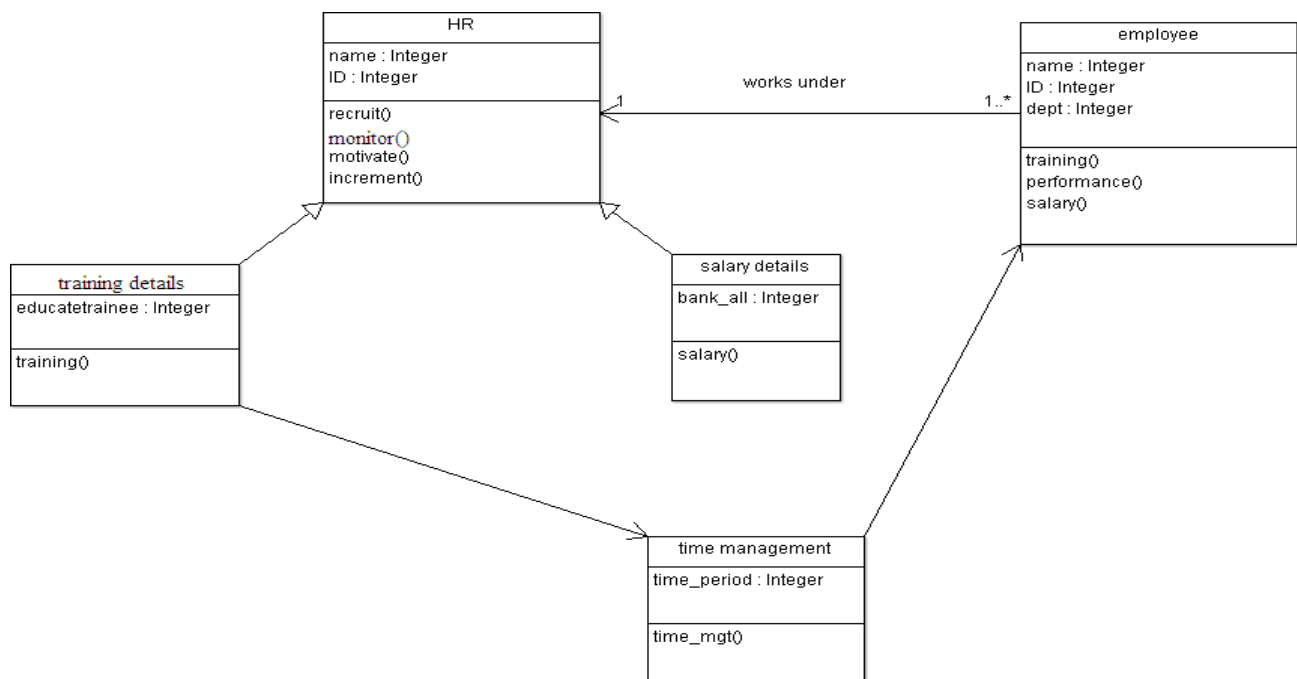 HR
name : Integer
ID : Integer
recruit()
monitor()
motivate()
increment()
works under
1
1..*
employee
name : Integer
ID : Integer
dept : Integer
training()
performance()
salary()
training details
educatetrainee : Integer
training()
salary details
bank_all : Integer
salary()
time management
time_period : Integer
time_mgt()